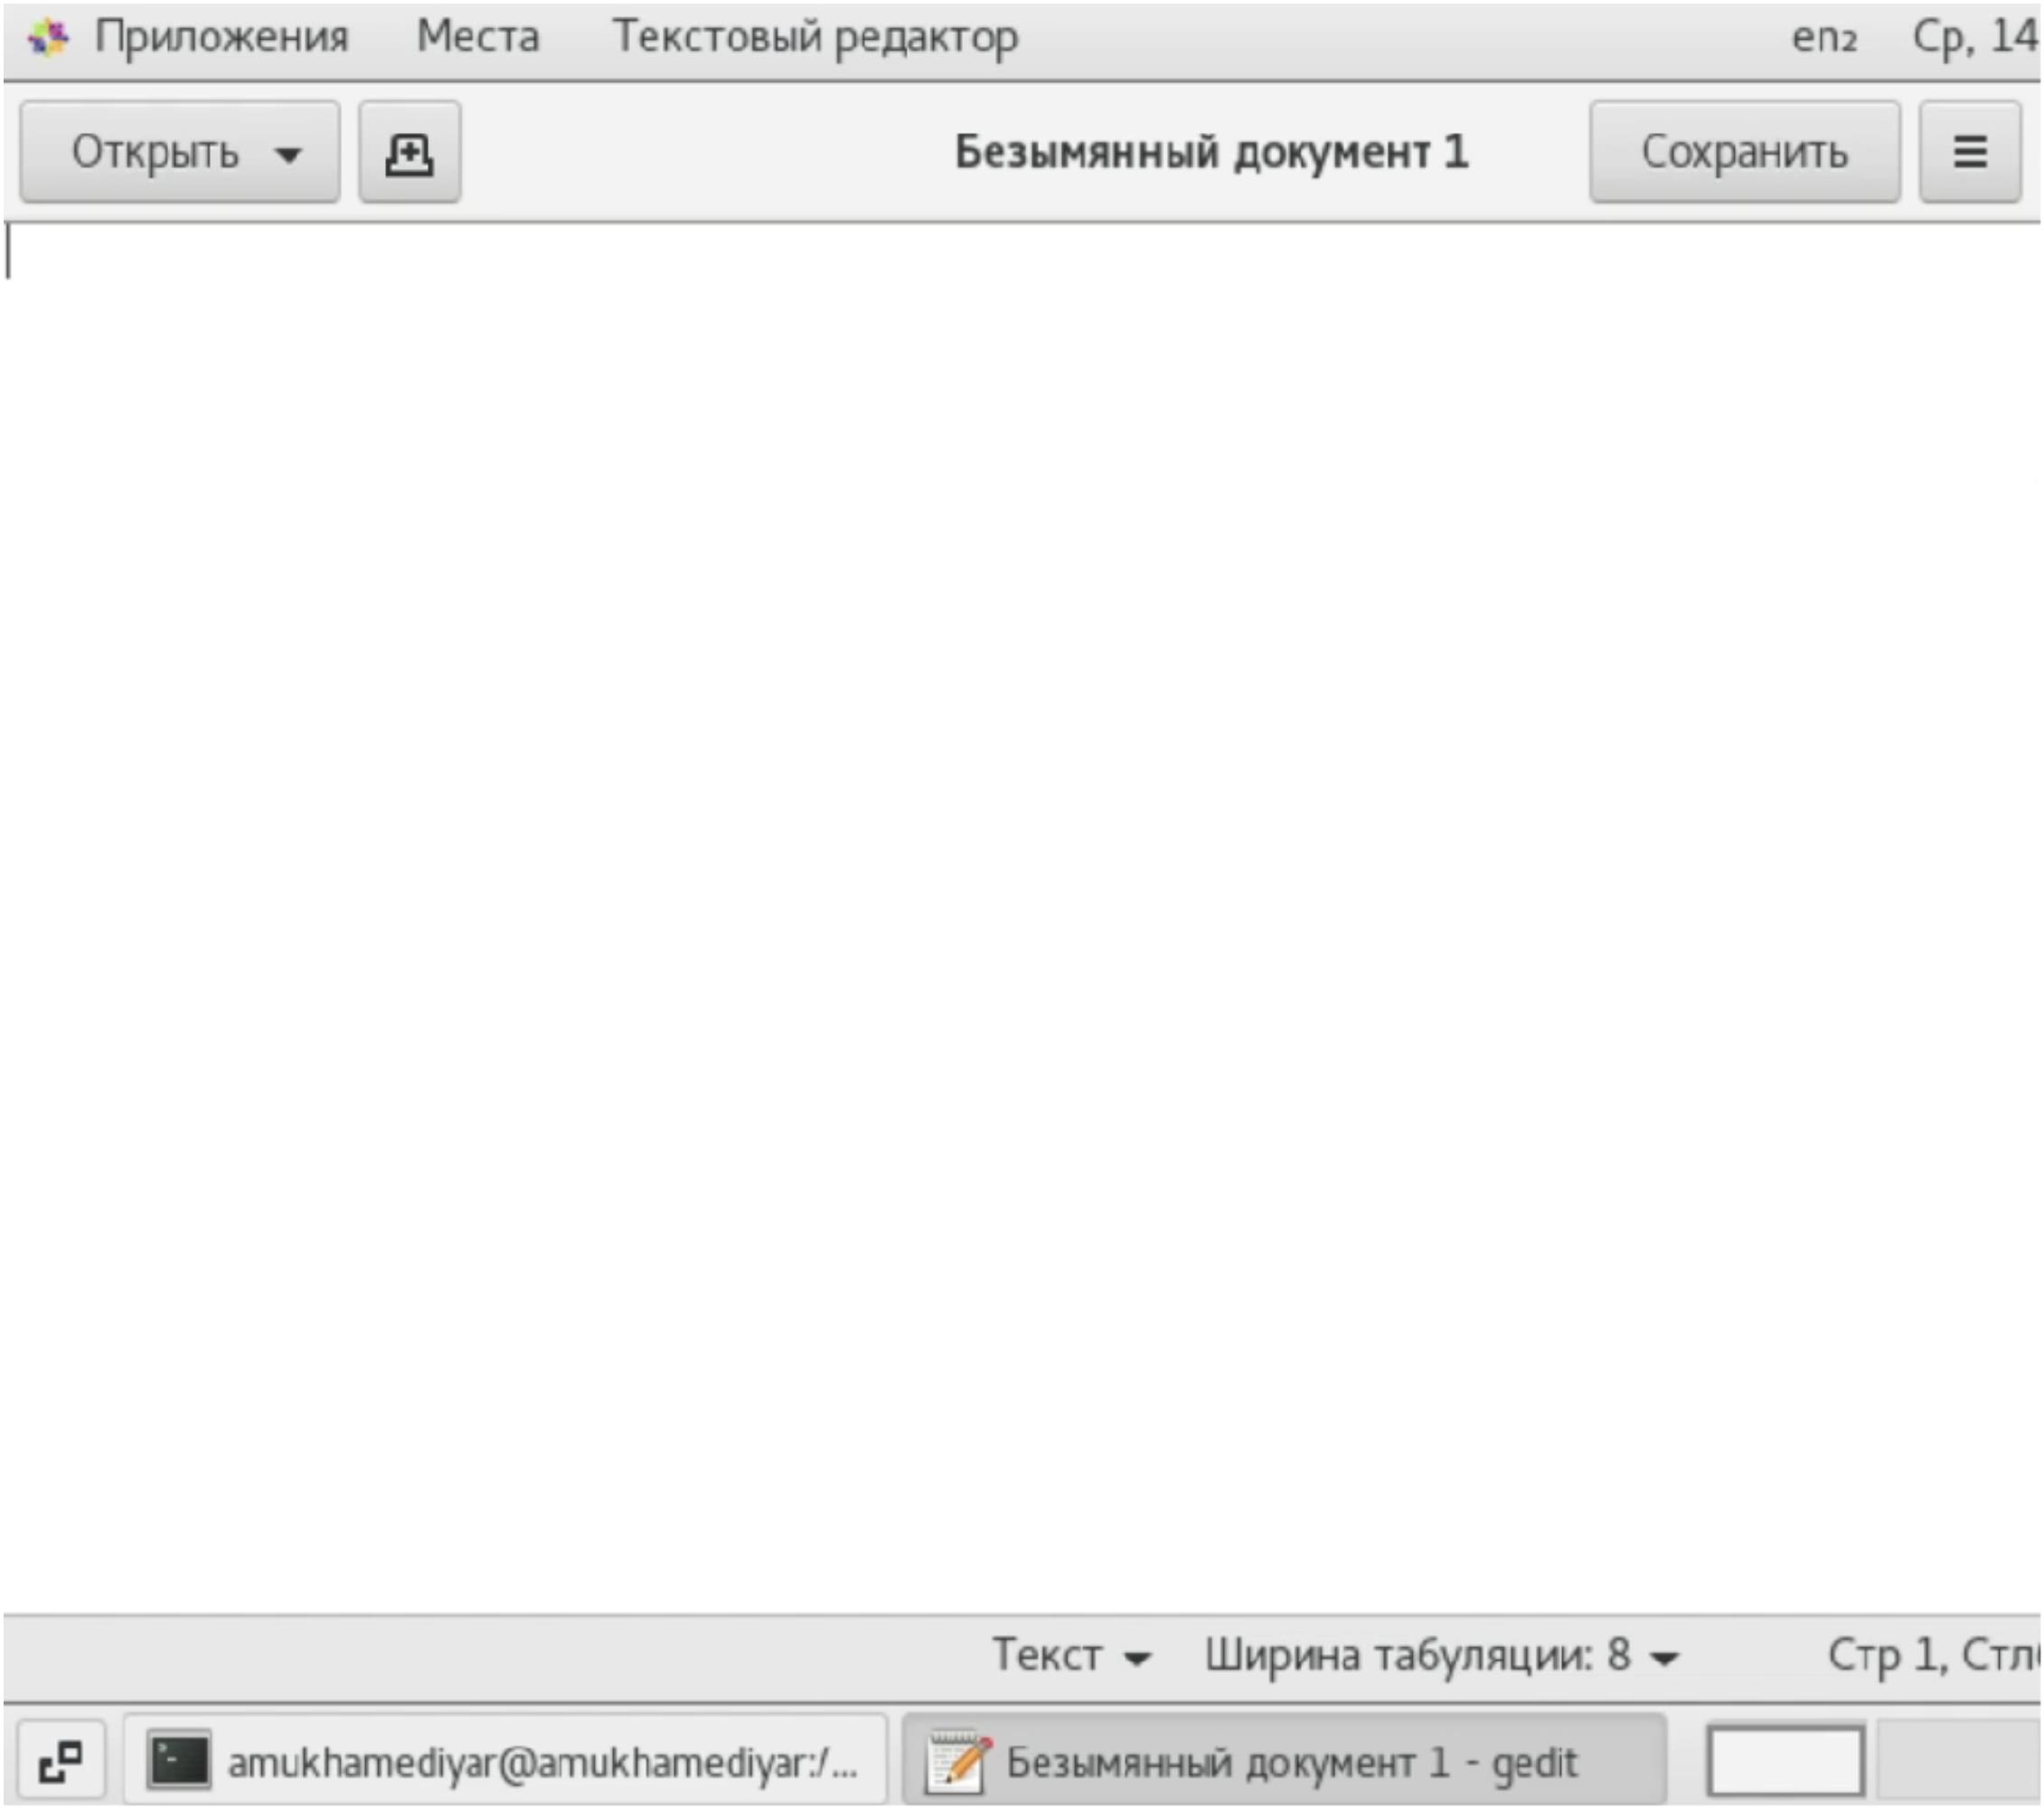 Приложения Места Текстовый редактор en₂ Ср, 14
Открыть Безымянный документ 1 Сохранить
Текст Ширина табуляции: 8 Стр 1, Стл
amukhamediyar@amukhamediyar:/... Безымянный документ 1 - gedit